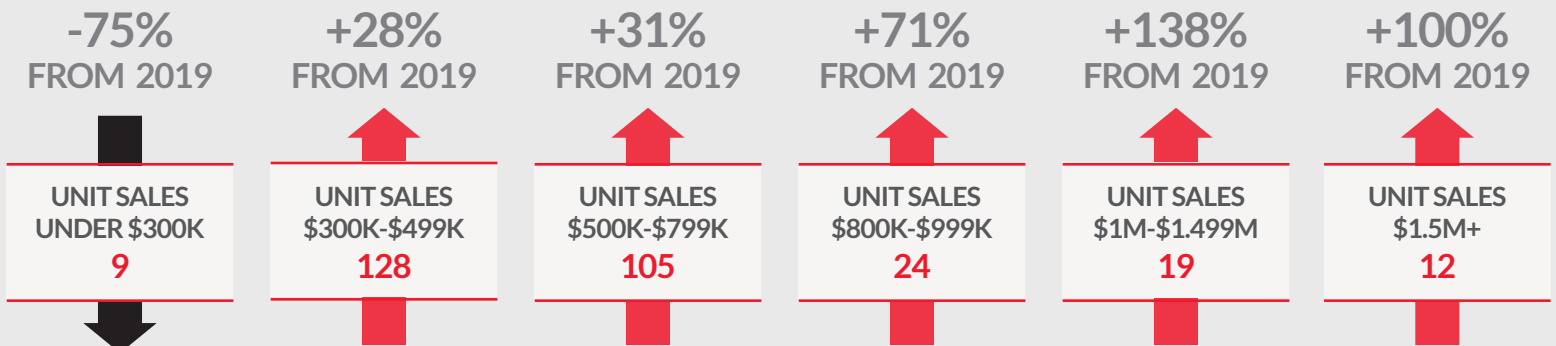 -75%
FROM 2019
UNIT SALES
UNDER $300K
9
+28%
FROM 2019
UNIT SALES
$300K-$499K
128
+31%
FROM 2019
UNIT SALES
$500K-$799K
105
+71%
FROM 2019
UNIT SALES
$800K-$999K
24
+138%
FROM 2019
UNIT SALES
$1M-$1.499M
19
+100%
FROM 2019
UNIT SALES
$1.5M+
12